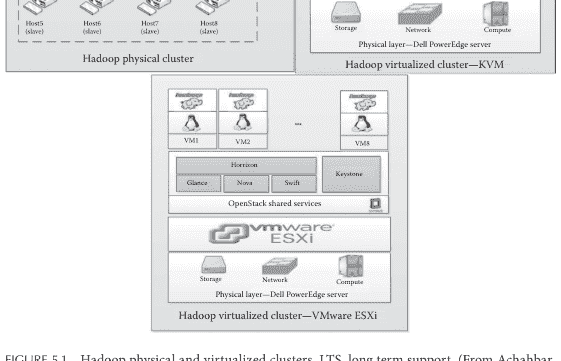 Host5 Host6 Host7 Host8
(slave) (slave) (slave) (slave)
Hadoop physical cluster
Storage Network Compute
Physical layer—Dell PowerEdge server
Hadoop virtualized cluster—KVM
VM1 VM2 ... VM8
Horrizon
Keystone
Glance Nova Swift
OpenStack shared services
vmware
ESXi
Storage Network Compute
Physical layer—Dell PowerEdge server
Hadoop virtualized cluster—VMware ESXi
FIGURE 5.1 Hadoop physical and virtualized clusters. LTS, long term support. (From Achahbar,